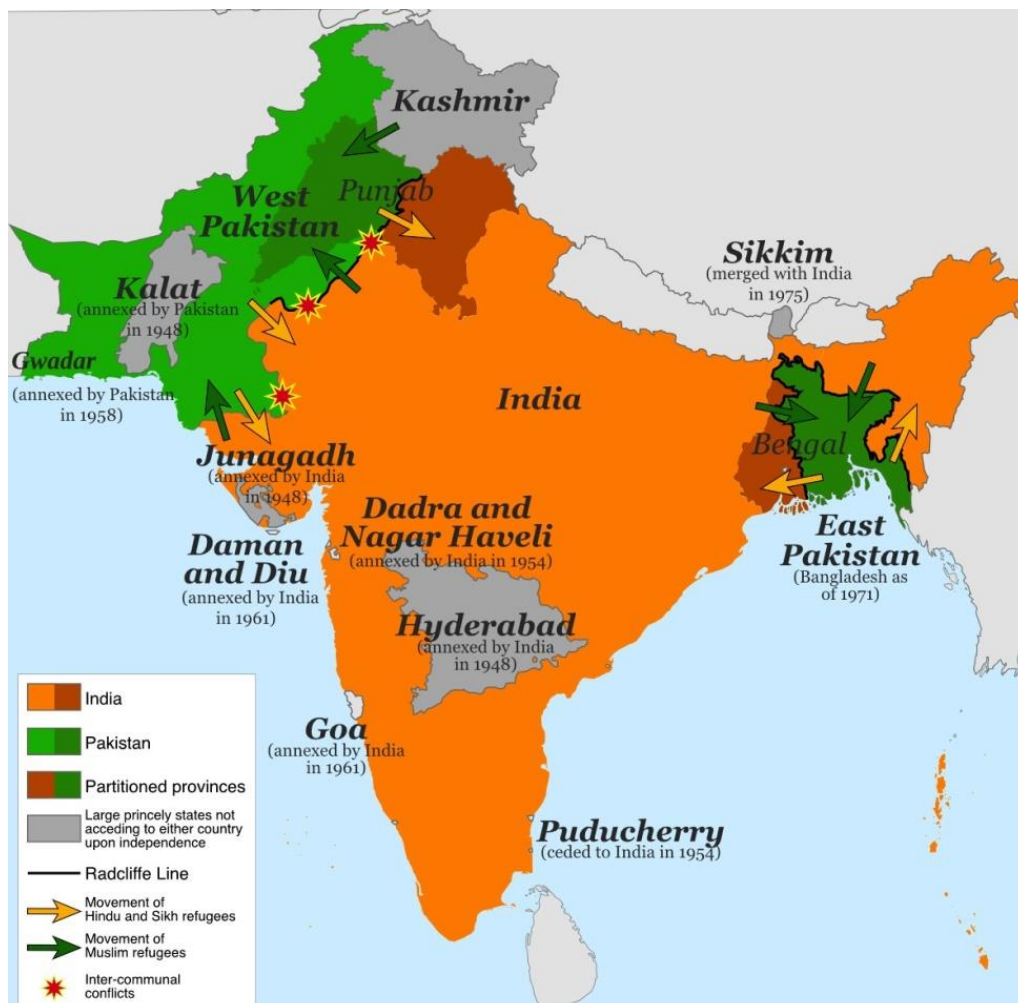 Kashmir
Punjab
West
Pakistan
Sikkim
(merged with India
in 1975)
Kalat
(annexed by Pakistan
in 1948)
Gwadar
(annexed by Pakistan
in 1958)
India
Bengal
Junagadh
(annexed by India
in 1948)
Dadra and
Nagar Haveli
(annexed by India in 1954)
East
Pakistan
(Bangladesh as
of 1971)
Daman
and Diu
(annexed by India
in 1961)
Hyderabad
(annexed by India
in 1948)
Goa
(annexed by India
in 1961)
Puducherry
(ceded to India in 1954)
India
Pakistan
Partitioned provinces
Large princely states not
acceding to either country
upon independence
Radcliffe Line
Movement of
Hindu and Sikh refugees
Movement of
Muslim refugees
Inter-communal
conflicts